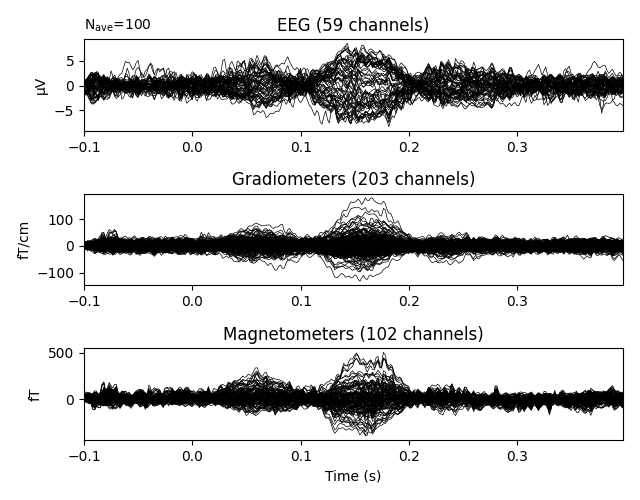 N_ave=100
EEG (59 channels)
µV
5
0
−5
−0.1 0.0 0.1 0.2 0.3
Gradiometers (203 channels)
fT/cm
100
0
−100
−0.1 0.0 0.1 0.2 0.3
Magnetometers (102 channels)
fT
500
0
−0.1 0.0 0.1 0.2 0.3
Time (s)